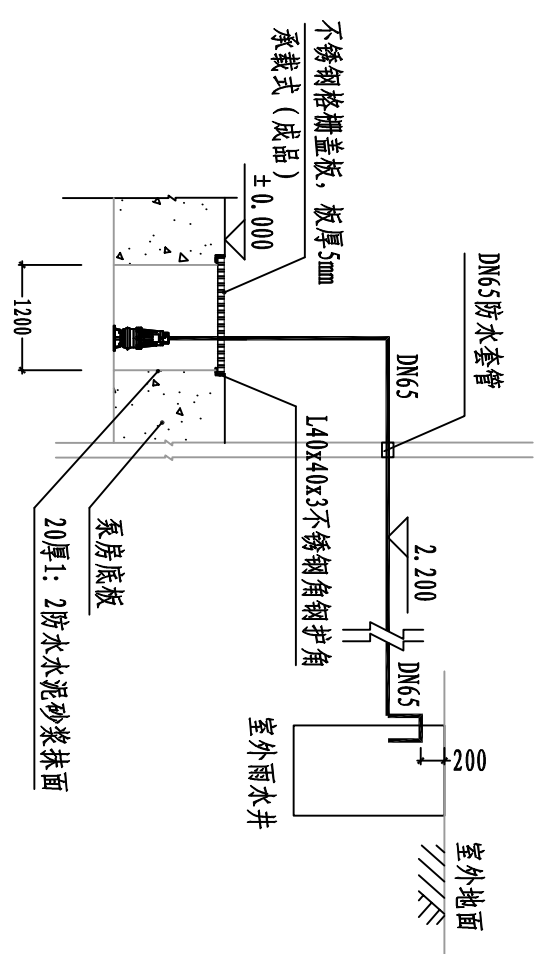 不锈钢格栅盖板，板厚5mm
承载式（成品）
±0.000
1200
DN65防水套管
DN65
L40x40x3不锈钢角钢护角
2.200
泵房底板
20厚1：2防水水泥砂浆抹面
DN65
200
室外雨水井
室外地面